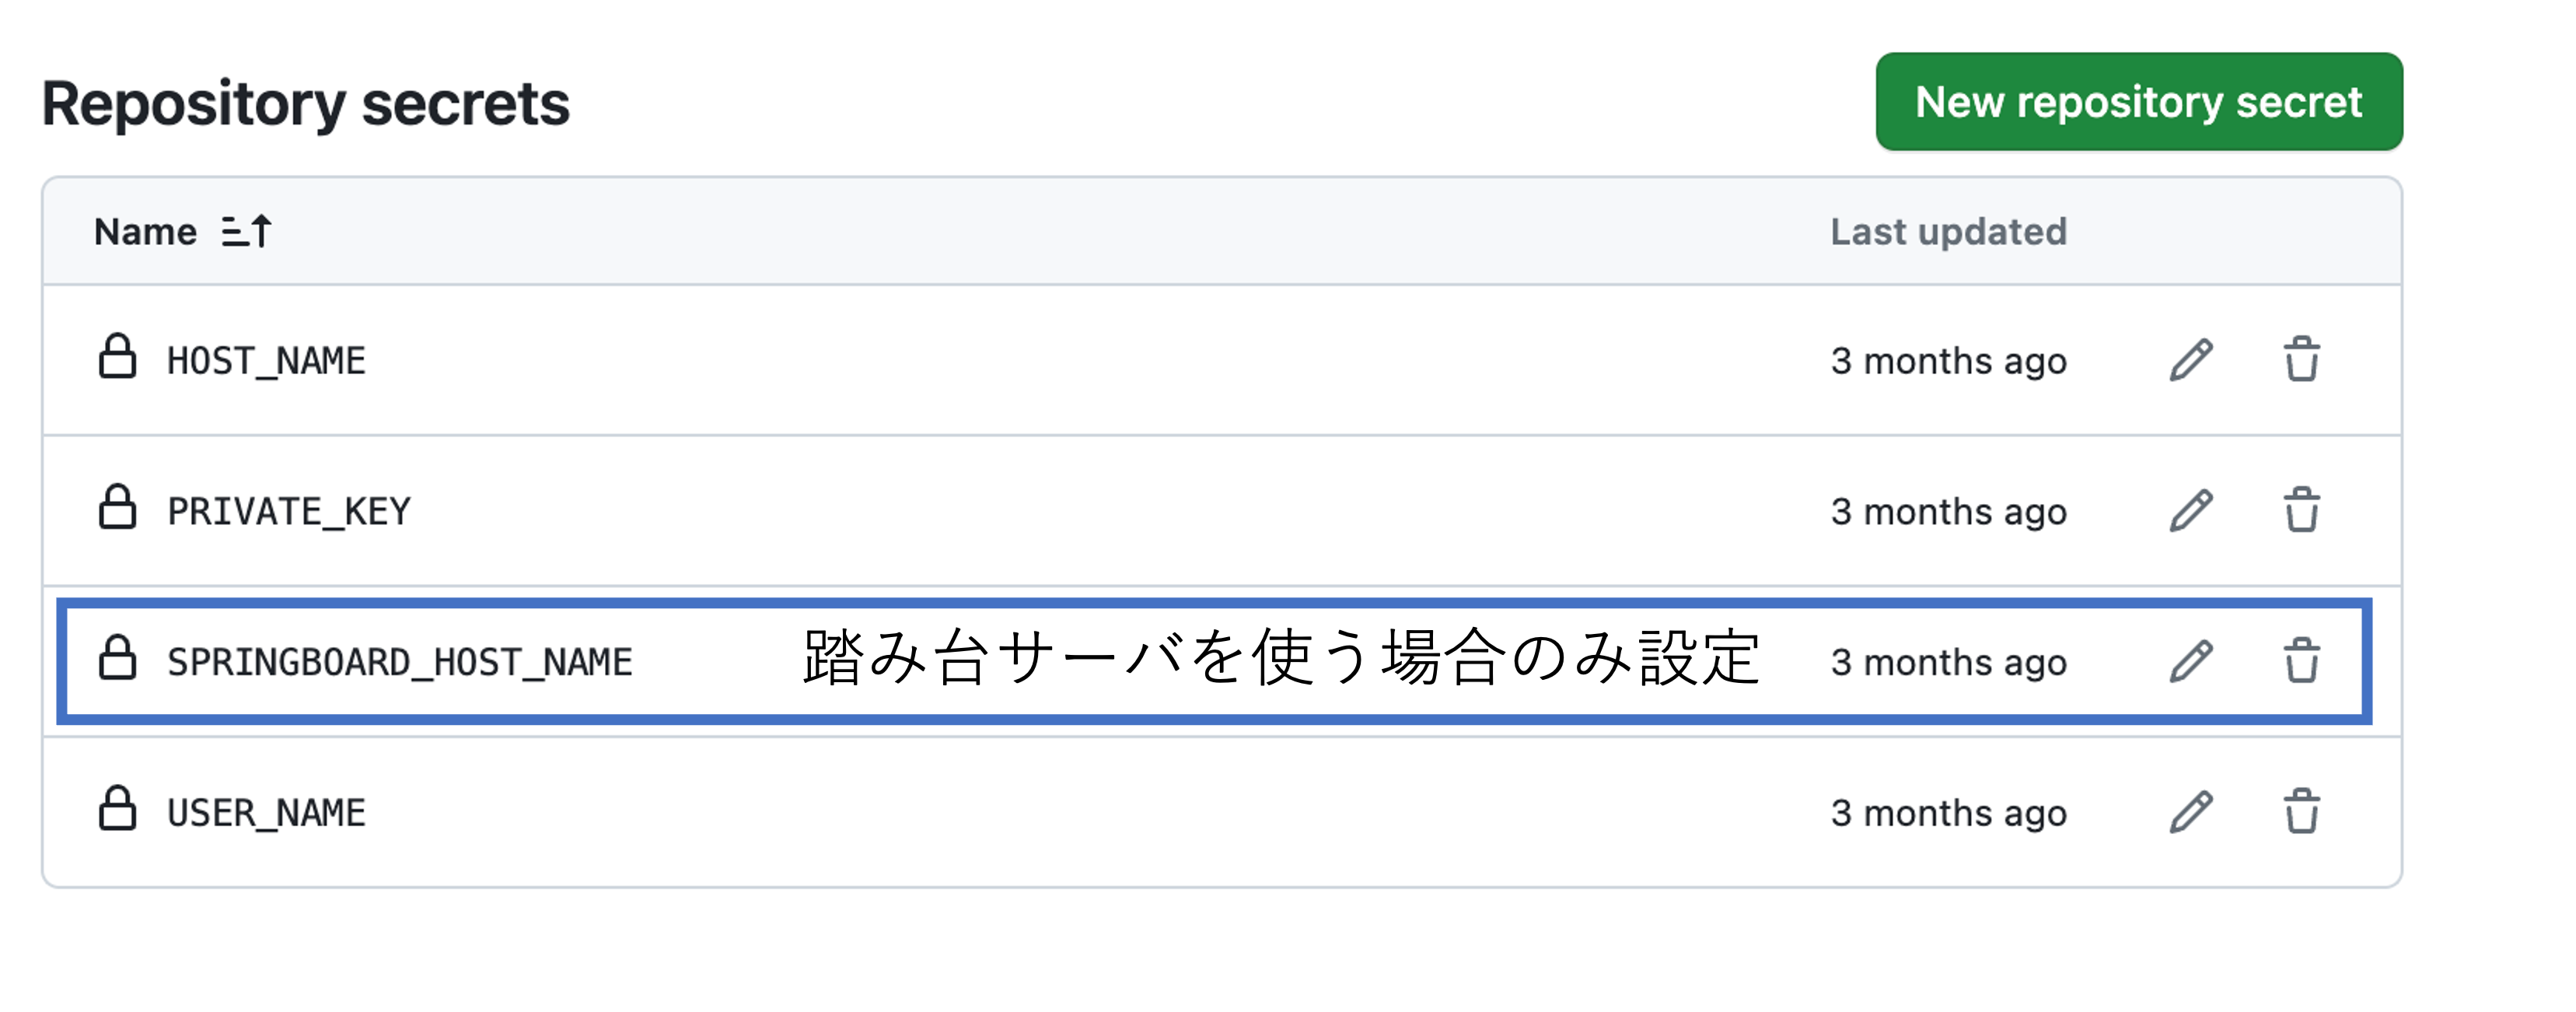 Repository secrets
New repository secret
Name Last updated
HOST_NAME 3 months ago
PRIVATE_KEY 3 months ago
SPRINGBOARD_HOST_NAME 踏み台サーバを使う場合のみ設定 3 months ago
USER_NAME 3 months ago